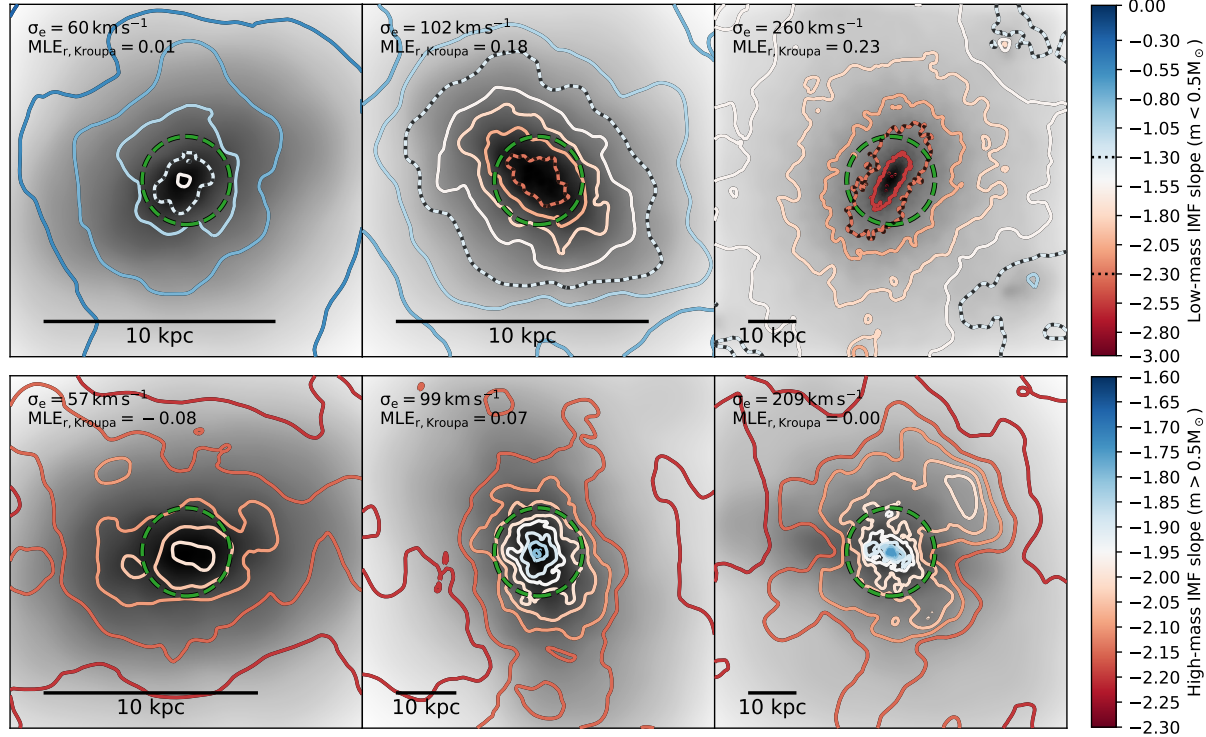 σe = 60 km s−1
MLEr, Kroupa = 0.01
10 kpc
σe = 102 km s−1
MLEr, Kroupa = 0.18
10 kpc
σe = 260 km s−1
MLEr, Kroupa = 0.23
10 kpc
0.00
−0.30
−0.55
−0.80
−1.05
−1.30
−1.55
−1.80
−2.05
−2.30
−2.55
−2.80
−3.00
Low-mass IMF slope (m < 0.5M⊙)
σe = 57 km s−1
MLEr, Kroupa = −0.08
10 kpc
σe = 99 km s−1
MLEr, Kroupa = 0.07
10 kpc
σe = 209 km s−1
MLEr, Kroupa = 0.00
10 kpc
−1.60
−1.65
−1.70
−1.75
−1.80
−1.85
−1.90
−1.95
−2.00
−2.05
−2.10
−2.15
−2.20
−2.30
High-mass IMF slope (m > 0.5M⊙)